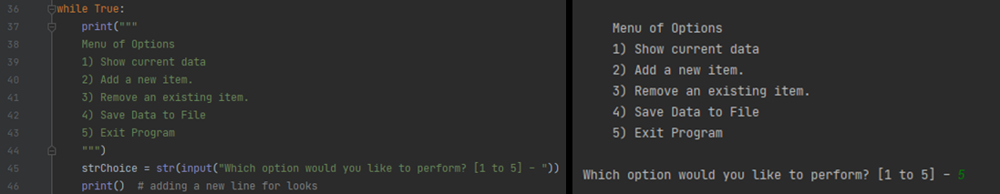 36 while True:
37     print("""
38     Menu of Options
39     1) Show current data
40     2) Add a new item.
41     3) Remove an existing item.
42     4) Save Data to File
43     5) Exit Program
44     """)
45     strChoice = str(input("Which option would you like to perform? [1 to 5] - "))
46     print()  # adding a new line for looks
    Menu of Options
    1) Show current data
    2) Add a new item.
    3) Remove an existing item.
    4) Save Data to File
    5) Exit Program
Which option would you like to perform? [1 to 5] - 5